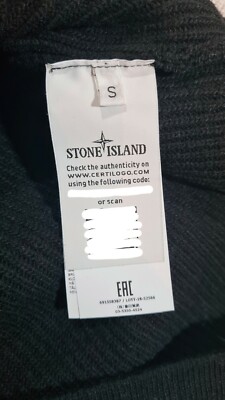 S
STONE ISLAND
Check the authenticity on
WWW.CERTILOGO.COM
using the following code:
or scan
EAC